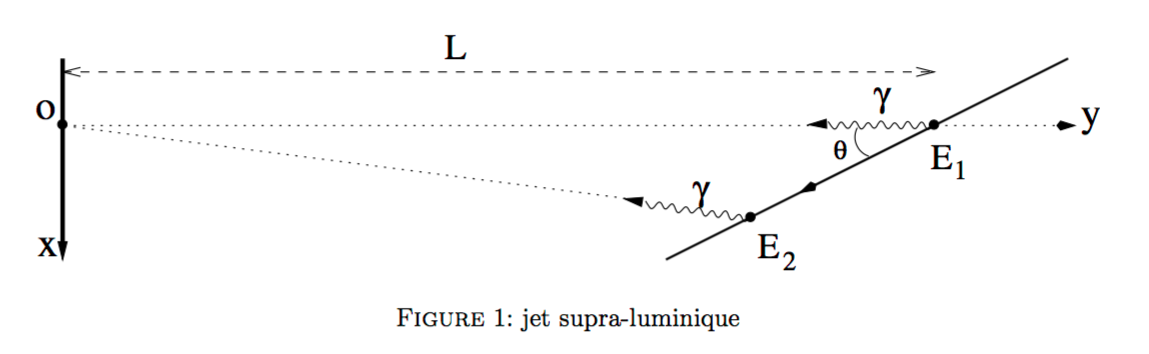 L
O
γ
y
θ
E1
γ
x
E2
FIGURE 1: jet supra-luminique